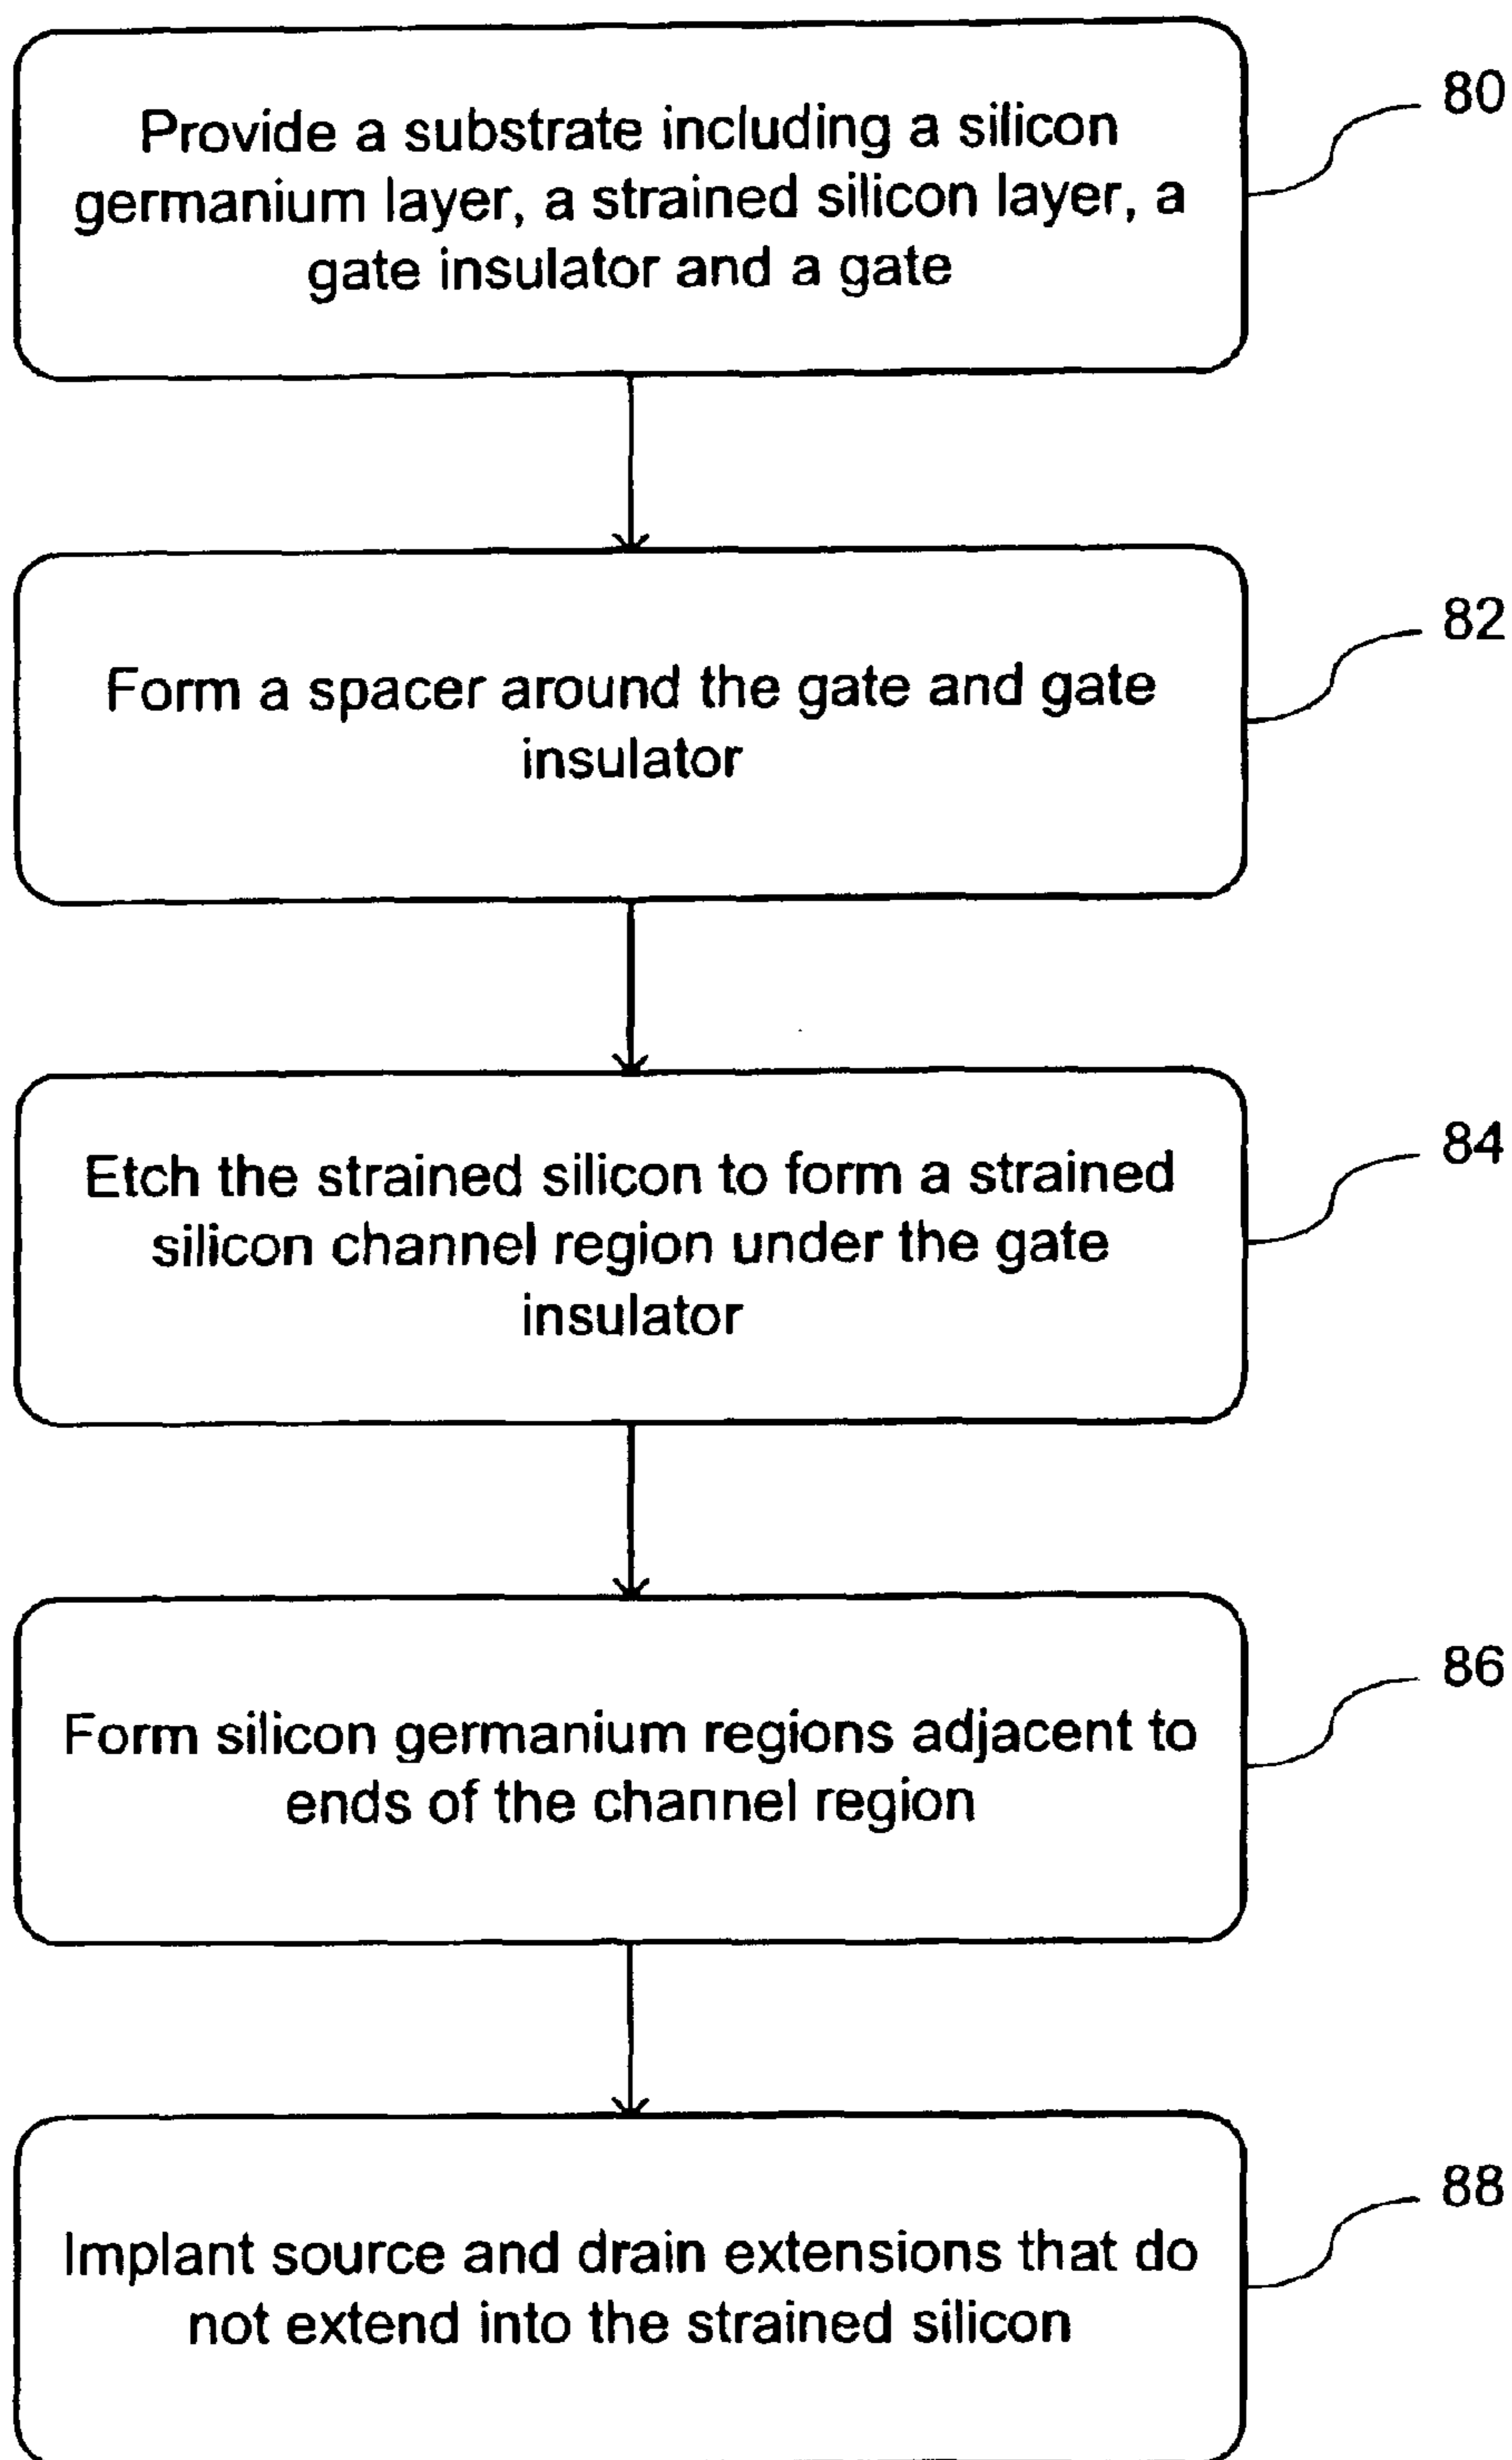 Provide a substrate including a silicon
germanium layer, a strained silicon layer, a
gate insulator and a gate
80
Form a spacer around the gate and gate
insulator
82
Etch the strained silicon to form a strained
silicon channel region under the gate
insulator
84
Form silicon germanium regions adjacent to
ends of the channel region
86
Implant source and drain extensions that do
not extend into the strained silicon
88